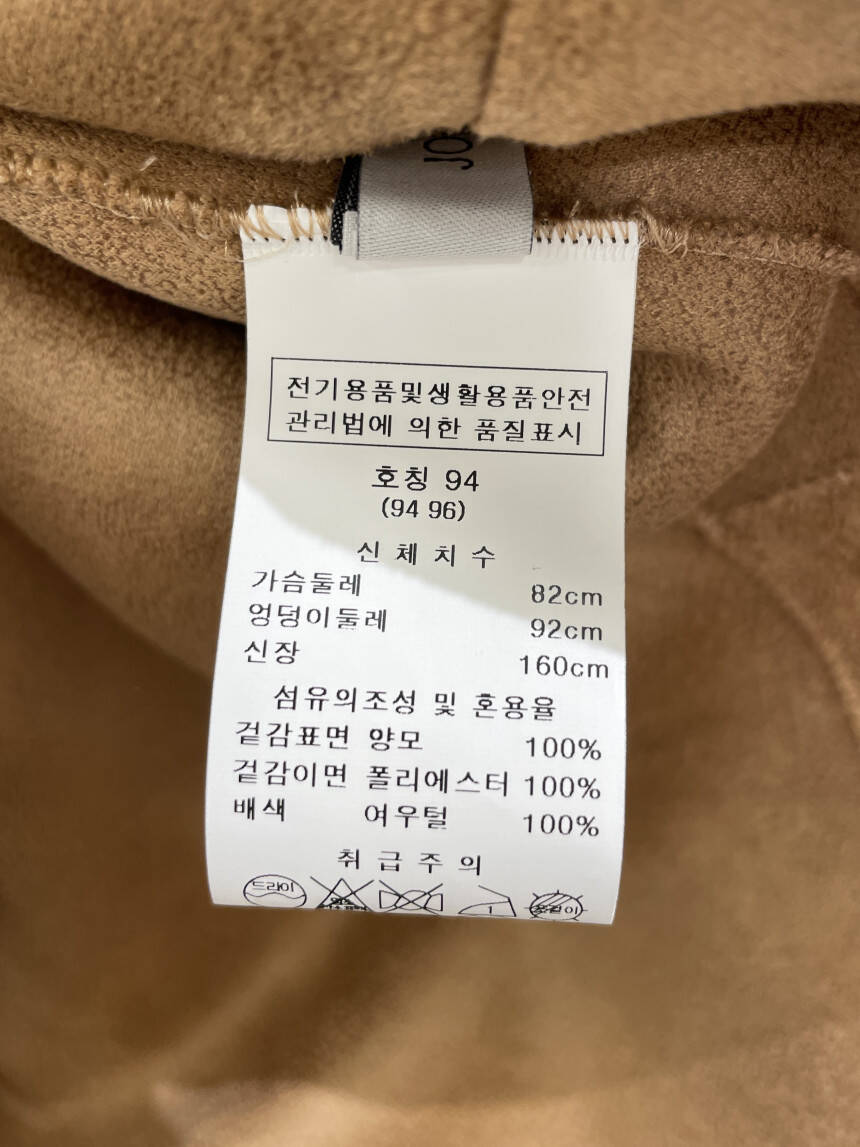 JO
전기용품및생활용품안전
관리법에 의한 품질표시
호칭 94
(94 96)
신체치수
가슴둘레 82cm
엉덩이둘레 92cm
신장 160cm
섬유의조성 및 혼용율
겉감표면 양모 100%
겉감이면 폴리에스터 100%
배색 여우털 100%
취급주의
드라이